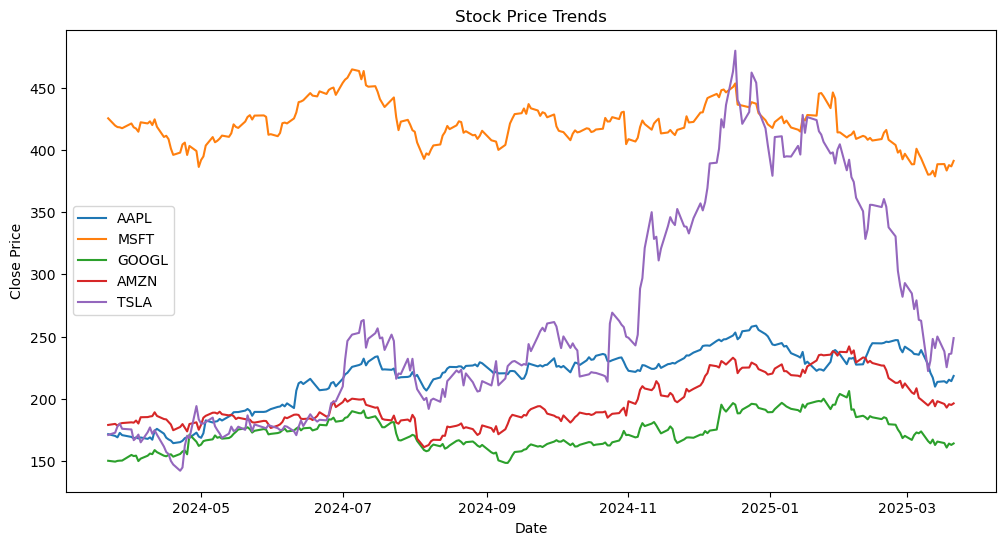 Stock Price Trends
Close Price
450
400
350
300
250
200
150
AAPL
MSFT
GOOGL
AMZN
TSLA
2024-05 2024-07 2024-09 2024-11 2025-01 2025-03
Date